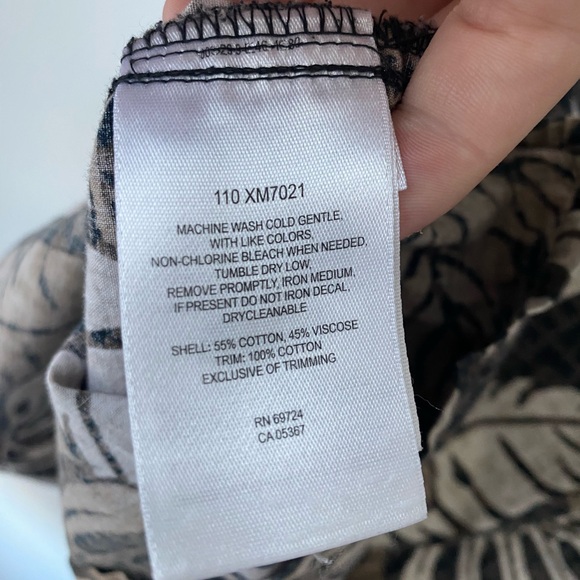 110 XM7021
MACHINE WASH COLD GENTLE,
WITH LIKE COLORS.
NON-CHLORINE BLEACH WHEN NEEDED,
TUMBLE DRY LOW,
REMOVE PROMPTLY, IRON MEDIUM,
IF PRESENT DO NOT IRON DECAL,
DRYCLEANABLE
SHELL: 55% COTTON, 45% VISCOSE
TRIM: 100% COTTON
EXCLUSIVE OF TRIMMING
RN 69724
CA 05367